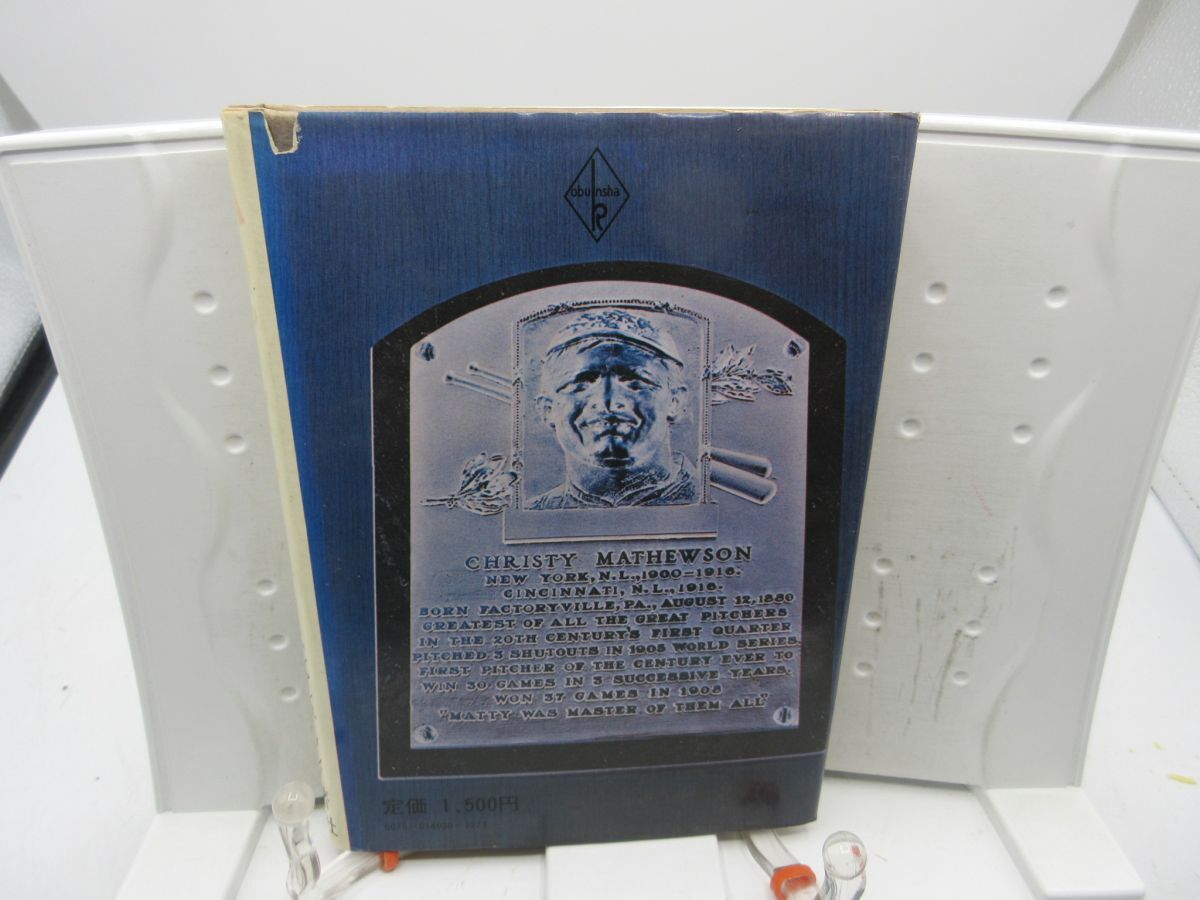 obunsha
CHRISTY MATHEWSON
NEW YORK, N.L., 1900-1916.
CINCINNATI, N.L., 1916.
BORN FACTORYVILLE, PA., AUGUST 12, 1880
GREATEST OF ALL THE GREAT PITCHERS
IN THE 20TH CENTURY'S FIRST QUARTER
PITCHED 3 SHUTOUTS IN 1905 WORLD SERIES.
FIRST PITCHER OF THE CENTURY EVER TO
WIN 30 GAMES IN 3 SUCCESSIVE YEARS.
WON 37 GAMES IN 1908
"MATTY WAS MASTER OF THEM ALL"
定価 1,500円